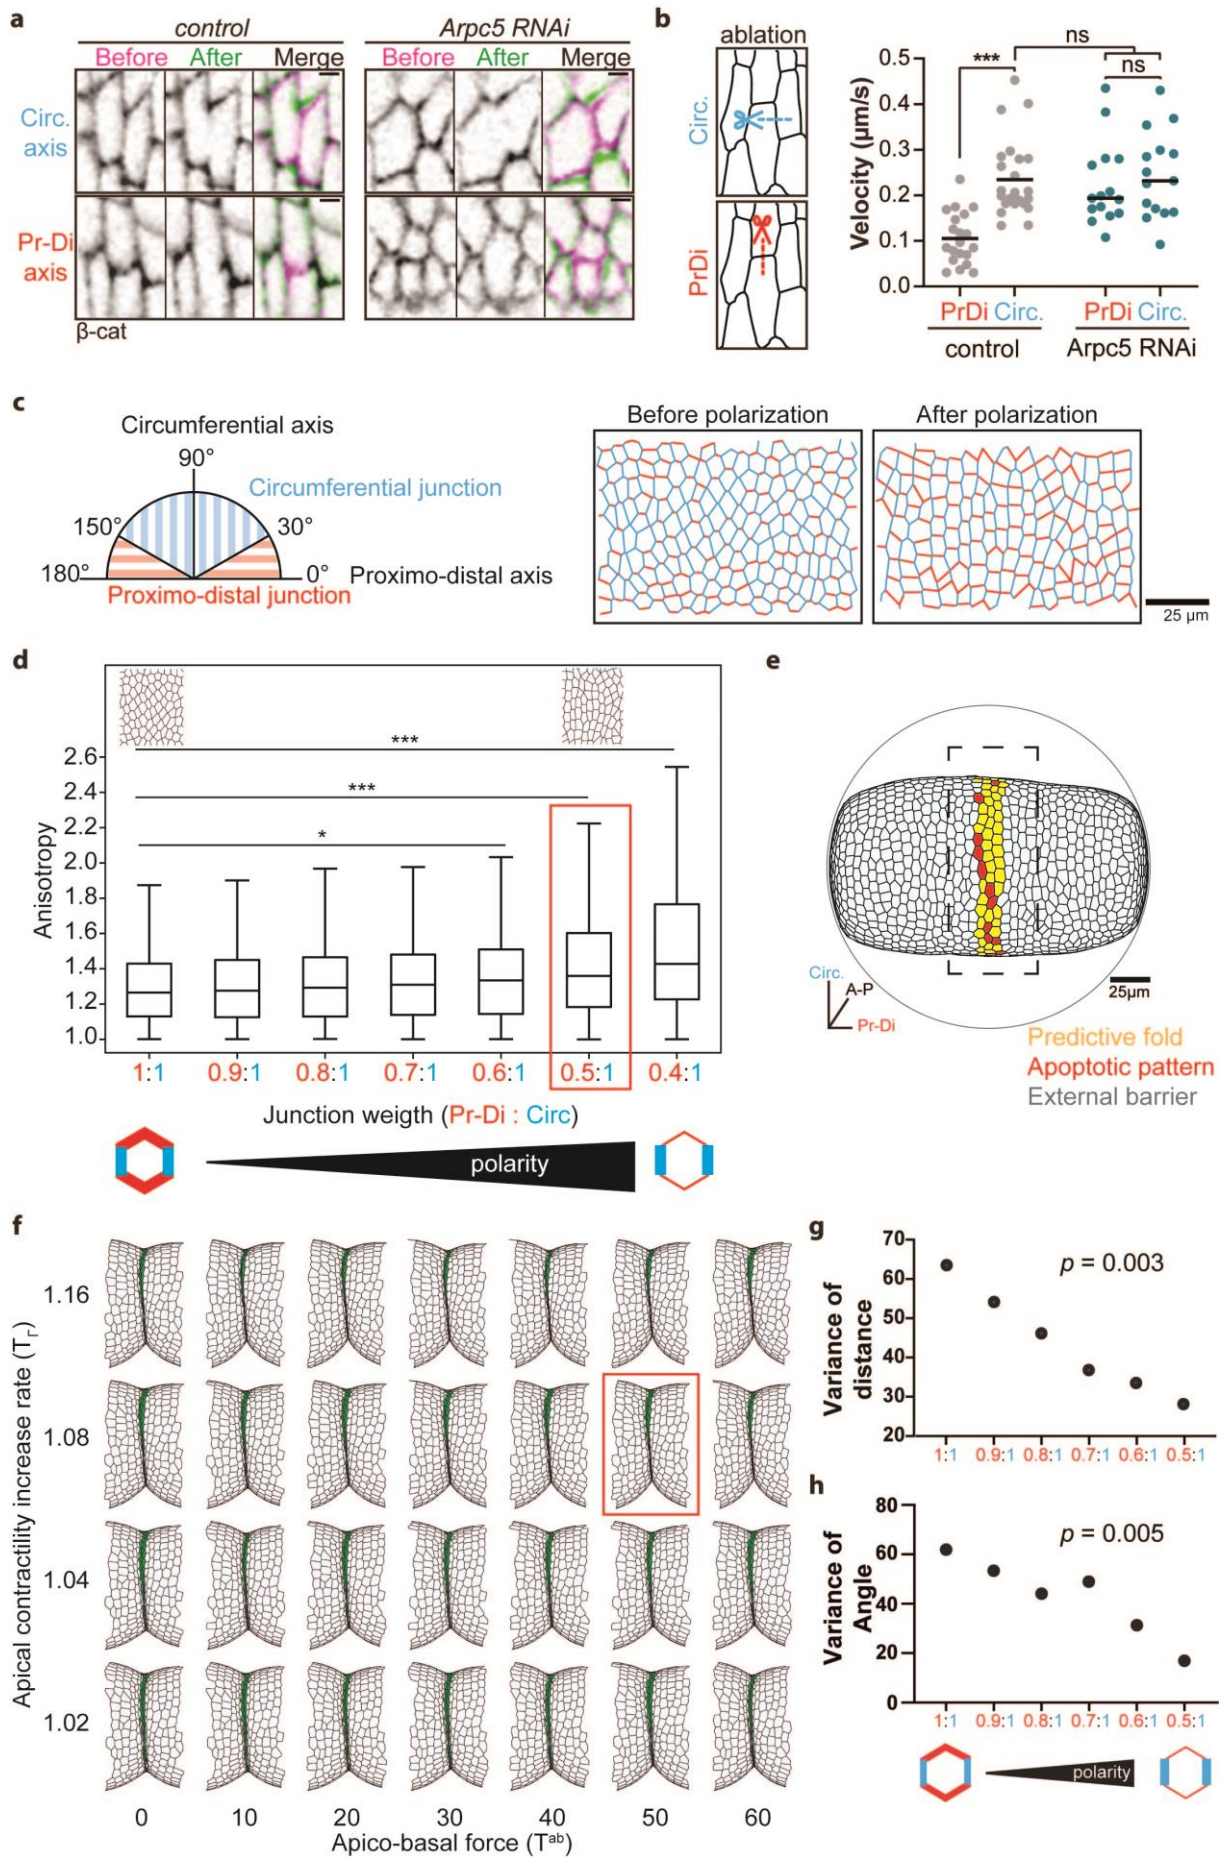 a
control
Arpc5 RNAi
Before After Merge
Before After Merge
Circ.
axis
Pr-Di
axis
β-cat
b
ablation
Circ.
PrDi
Velocity (µm/s)
0.5
0.4
0.3
0.2
0.1
0.0
ns
***
ns
PrDi Circ. PrDi Circ.
control Arpc5 RNAi
c
Circumferential axis
90°
Circumferential junction
150° 30°
180° 0° Proximo-distal axis
Proximo-distal junction
Before polarization After polarization
25 µm
d
Anisotropy
2.6
2.4
2.2
2.0
1.8
1.6
1.4
1.2
1.0
***
***
*
1:1 0.9:1 0.8:1 0.7:1 0.6:1 0.5:1 0.4:1
Junction weigth (Pr-Di : Circ)
polarity
e
Circ.
A-P
Pr-Di
25µm
Predictive fold
Apoptotic pattern
External barrier
f
Apical contractility increase rate (Tr)
1.16
1.08
1.04
1.02
0 10 20 30 40 50 60
Apico-basal force (Tab)
g
Variance of
distance
70
60
50
40
30
20
p = 0.003
1:1 0.9:1 0.8:1 0.7:1 0.6:1 0.5:1
h
Variance of
Angle
80
60
40
20
0
p = 0.005
1:1 0.9:1 0.8:1 0.7:1 0.6:1 0.5:1
polarity